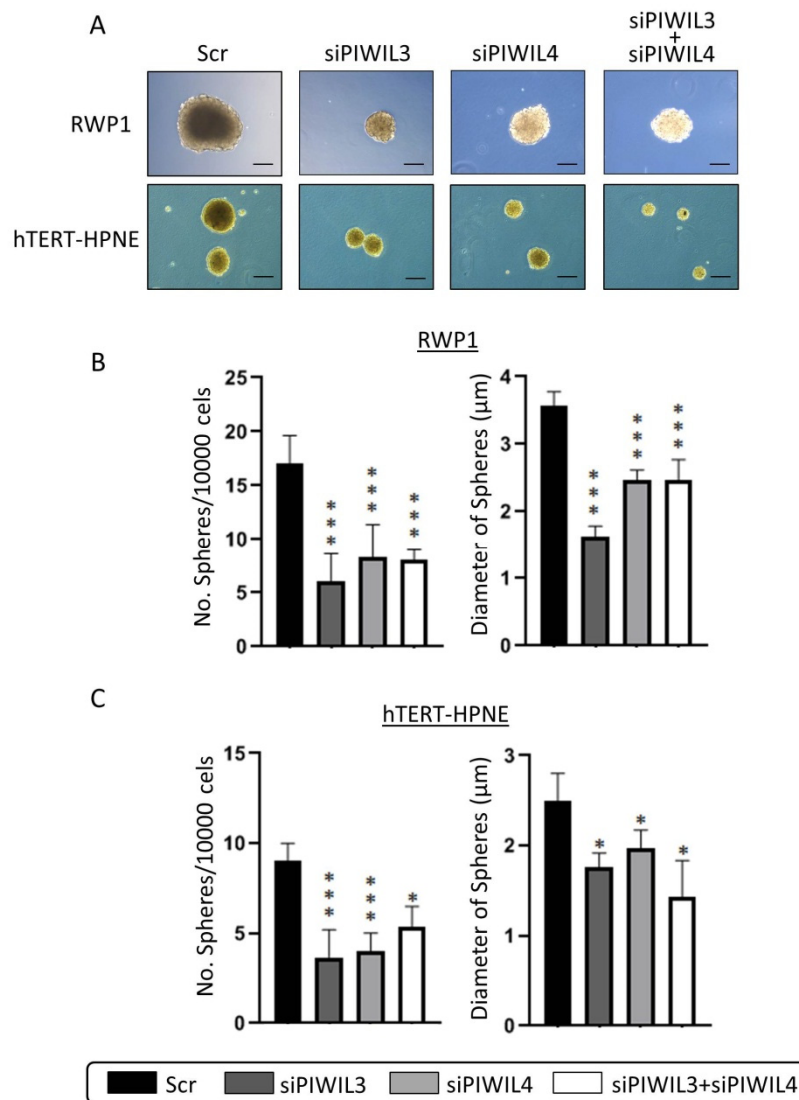 A
Scr
siPIWIL3
siPIWIL4
siPIWIL3
+
siPIWIL4
RWP1
hTERT-HPNE
RWP1
B
No. Spheres/10000 cels
25
20
15
10
5
0
***
***
***
Diameter of Spheres (μm)
4
3
2
1
0
***
***
***
C
hTERT-HPNE
No. Spheres/10000 cels
15
10
5
0
***
***
*
Diameter of Spheres (μm)
3
2
1
0
*
*
*
Scr siPIWIL3 siPIWIL4 siPIWIL3+siPIWIL4